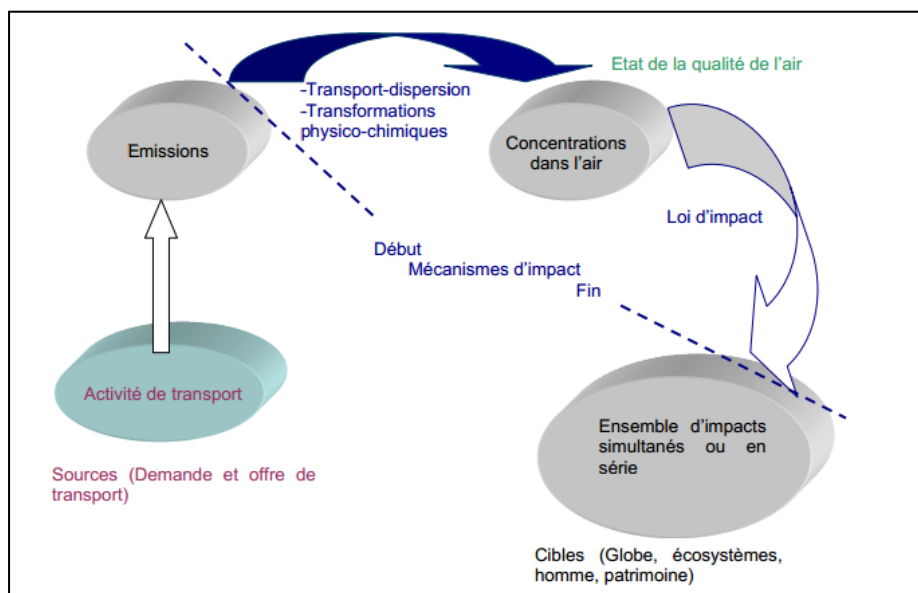 Etat de la qualité de l'air
-Transport-dispersion
-Transformations
physico-chimiques
Emissions
Concentrations
dans l'air
Loi d'impact
Début
Mécanismes d'impact
Fin
Activité de transport
Ensemble d'impacts
simultanés ou en
série
Sources (Demande et offre de
transport)
Cibles (Globe, écosystèmes,
homme, patrimoine)